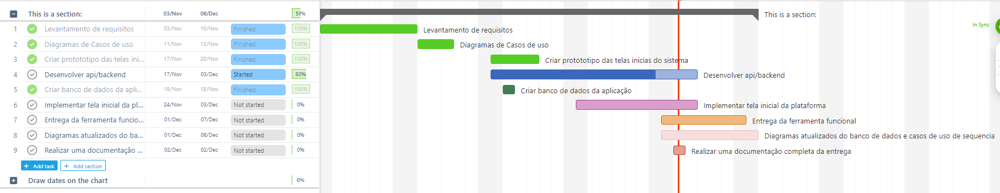 This is a section: 03/Nov 08/Dec 51% This is a section:
In Sync
1 Levantamento de requisitos 03/Nov 10/Nov Finished 100% Levantamento de requisitos
2 Diagramas de Casos de uso 11/Nov 13/Nov Finished 100% Diagramas de Casos de uso
3 Criar protototipo das telas ini... 17/Nov 20/Nov Finished 100% Criar protototipo das telas inicias do sistema
4 Desenvolver api/backend 17/Nov 03/Dec Started 80% Desenvolver api/backend
5 Criar banco de dados da apli... 18/Nov 18/Nov Finished 100% Criar banco de dados da aplicação
6 Implementar tela inicial da pl... 24/Nov 03/Dec Not started 0% Implementar tela inicial da plataforma
7 Entrega da ferramenta funcio... 01/Dec 07/Dec Not started 0% Entrega da ferramenta funcional
8 Diagramas atualizados do ba... 01/Dec 08/Dec Not started 0% Diagramas atualizados do banco de dados e casos de uso de sequencia
9 Realizar uma documentação ... 02/Dec 02/Dec Not started 0% Realizar uma documentação completa da entrega
+ Add task + Add section
Draw dates on the chart 0%